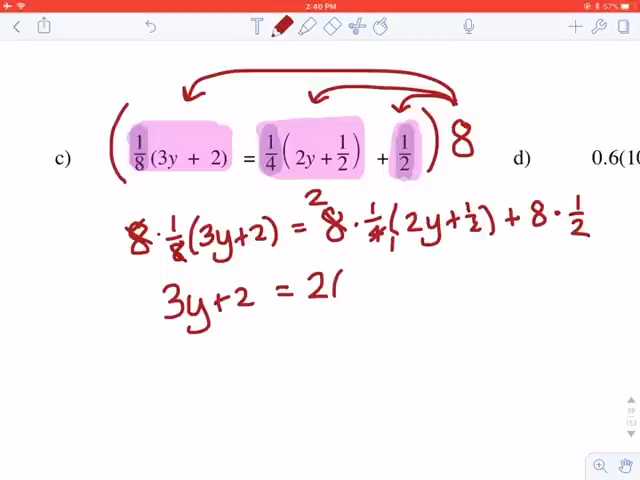 2:40 PM 57%
c) ( 1/8 (3y + 2) = 1/4 ( 2y + 1/2 ) + 1/2 ) 8 d) 0.6(10
8 · 1/8 (3y+2) = 2 8 · 1/4 1 (2y + 1/2) + 8 · 1/2
3y+2 = 2(
59
153